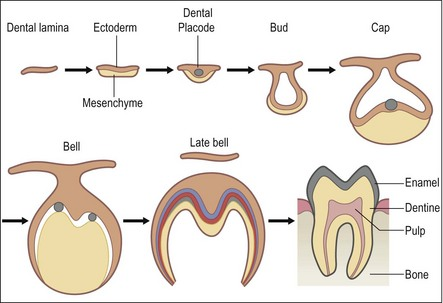 Dental lamina
Ectoderm
Dental
Placode
Bud
Cap
Mesenchyme
Bell
Late bell
Enamel
Dentine
Pulp
Bone